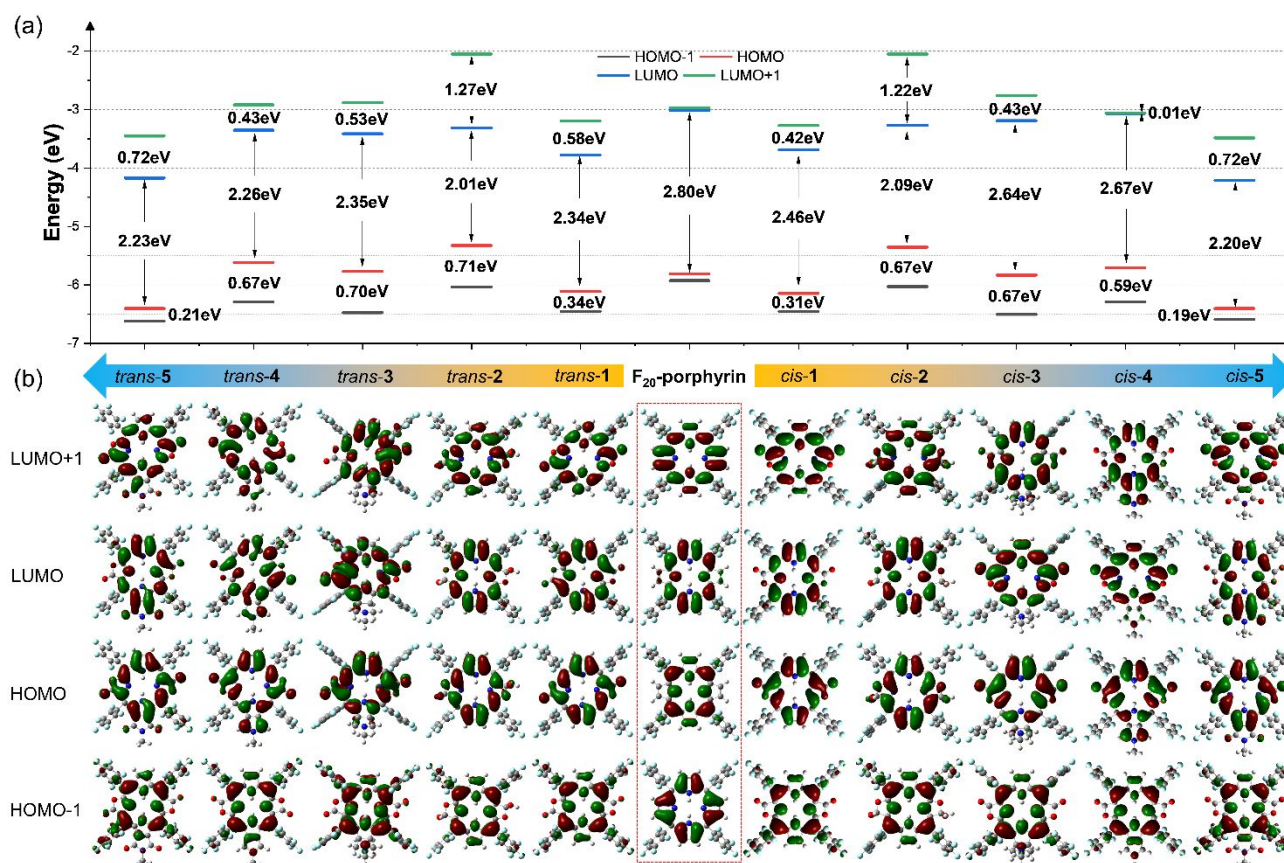 (a)
Energy (eV)
-2
-3
-4
-5
-6
-7
HOMO-1 HOMO
LUMO LUMO+1
0.72eV
2.23eV
0.21eV
0.43eV
2.26eV
0.67eV
0.53eV
2.35eV
0.70eV
1.27eV
2.01eV
0.71eV
0.58eV
2.34eV
0.34eV
2.80eV
0.42eV
2.46eV
0.31eV
1.22eV
2.09eV
0.67eV
0.43eV
2.64eV
0.67eV
0.01eV
2.67eV
0.59eV
0.72eV
2.20eV
0.19eV
(b)
trans-5 trans-4 trans-3 trans-2 trans-1 F20-porphyrin cis-1 cis-2 cis-3 cis-4 cis-5
LUMO+1
LUMO
HOMO
HOMO-1